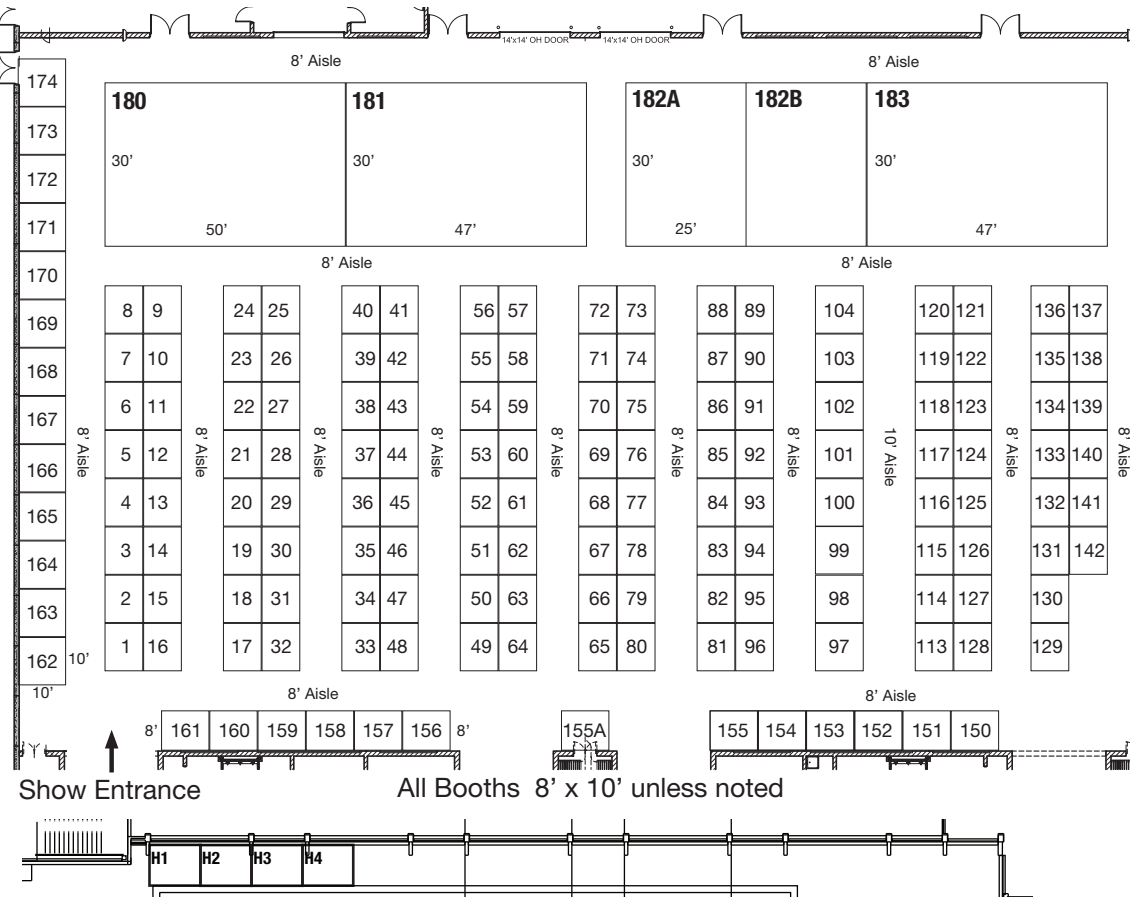 14'x14' OH DOOR 14'x14' OH DOOR
8’ Aisle 8’ Aisle
174
180 181 182A 182B 183
173
30’ 30’ 30’ 30’
172
171
50’ 47’ 25’ 47’
170
8’ Aisle 8’ Aisle
169
8 9 24 25 40 41 56 57 72 73 88 89 104 120 121 136 137
168
7 10 23 26 39 42 55 58 71 74 87 90 103 119 122 135 138
167
6 11 22 27 38 43 54 59 70 75 86 91 102 118 123 134 139
8’ Aisle 8’ Aisle 8’ Aisle 8’ Aisle 8’ Aisle 8’ Aisle 8’ Aisle 10’ Aisle 8’ Aisle 8’ Aisle
166
5 12 21 28 37 44 53 60 69 76 85 92 101 117 124 133 140
165
4 13 20 29 36 45 52 61 68 77 84 93 100 116 125 132 141
164
3 14 19 30 35 46 51 62 67 78 83 94 99 115 126 131 142
163
2 15 18 31 34 47 50 63 66 79 82 95 98 114 127 130
162 10’
1 16 17 32 33 48 49 64 65 80 81 96 97 113 128 129
10’
8’ Aisle 8’ Aisle
8’ 161 160 159 158 157 156 8’ 155A 155 154 153 152 151 150
Show Entrance All Booths 8’ x 10’ unless noted
H1 H2 H3 H4